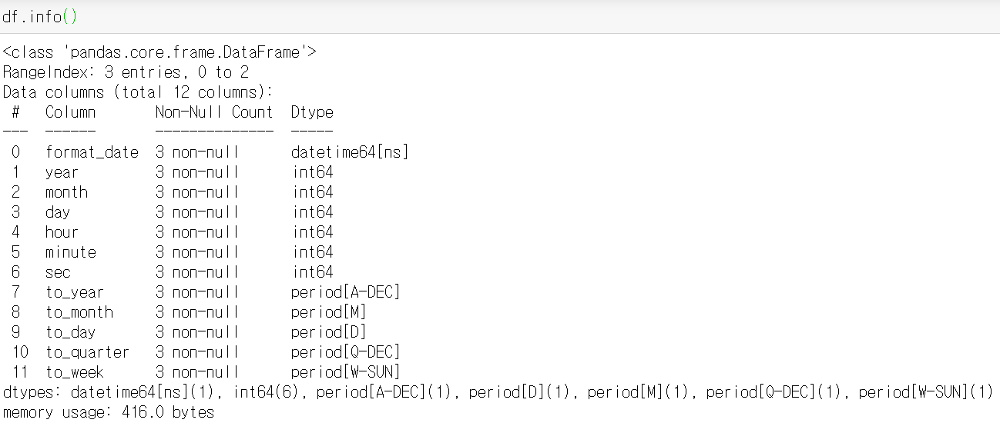 df.info()
<class 'pandas.core.frame.DataFrame'>
RangeIndex: 3 entries, 0 to 2
Data columns (total 12 columns):
 #   Column       Non-Null Count  Dtype
---  ------       --------------  -----
 0   format_date  3 non-null      datetime64[ns]
 1   year         3 non-null      int64
 2   month        3 non-null      int64
 3   day          3 non-null      int64
 4   hour         3 non-null      int64
 5   minute       3 non-null      int64
 6   sec          3 non-null      int64
 7   to_year      3 non-null      period[A-DEC]
 8   to_month     3 non-null      period[M]
 9   to_day       3 non-null      period[D]
 10  to_quarter   3 non-null      period[Q-DEC]
 11  to_week      3 non-null      period[W-SUN]
dtypes: datetime64[ns](1), int64(6), period[A-DEC](1), period[D](1), period[M](1), period[Q-DEC](1), period[W-SUN](1)
memory usage: 416.0 bytes